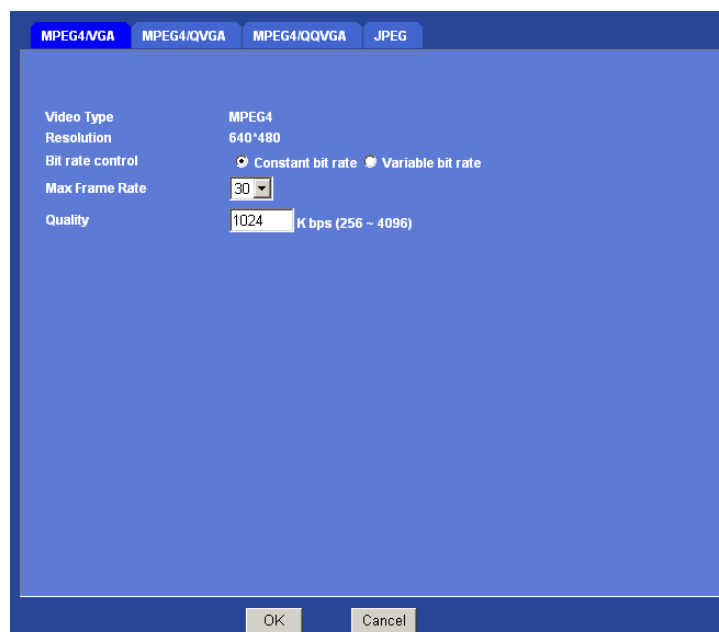 MPEG4/VGA MPEG4/QVGA MPEG4/QQVGA JPEG
Video Type MPEG4
Resolution 640*480
Bit rate control Constant bit rate Variable bit rate
Max Frame Rate 30
Quality 1024 K bps (256 ~ 4096)
OK Cancel